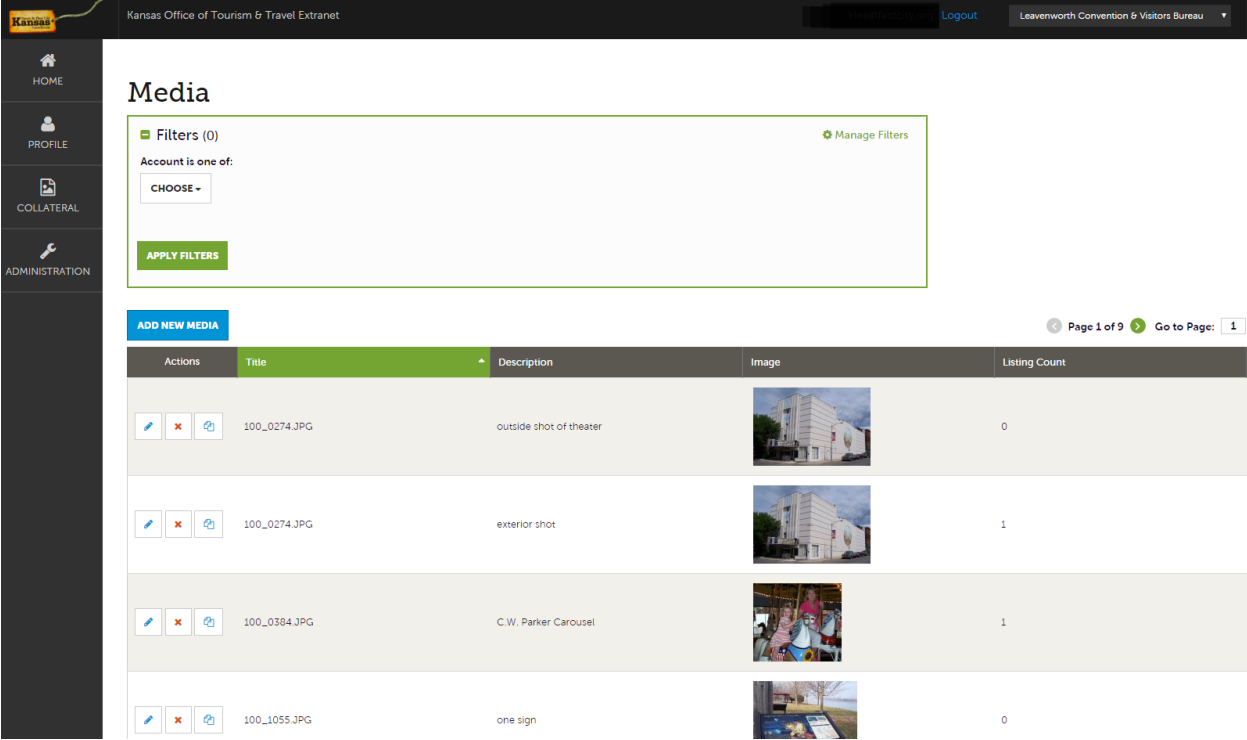 Kansas
Kansas Office of Tourism & Travel Extranet
Logout
Leavenworth Convention & Visitors Bureau
HOME
PROFILE
COLLATERAL
ADMINISTRATION
Media
Filters (0)
Manage Filters
Account is one of:
CHOOSE
APPLY FILTERS
ADD NEW MEDIA
Page 1 of 9 Go to Page: 1
Actions Title Description Image Listing Count
100_0274.JPG outside shot of theater 0
100_0274.JPG exterior shot 1
100_0384.JPG C.W. Parker Carousel 1
100_1055.JPG one sign 0